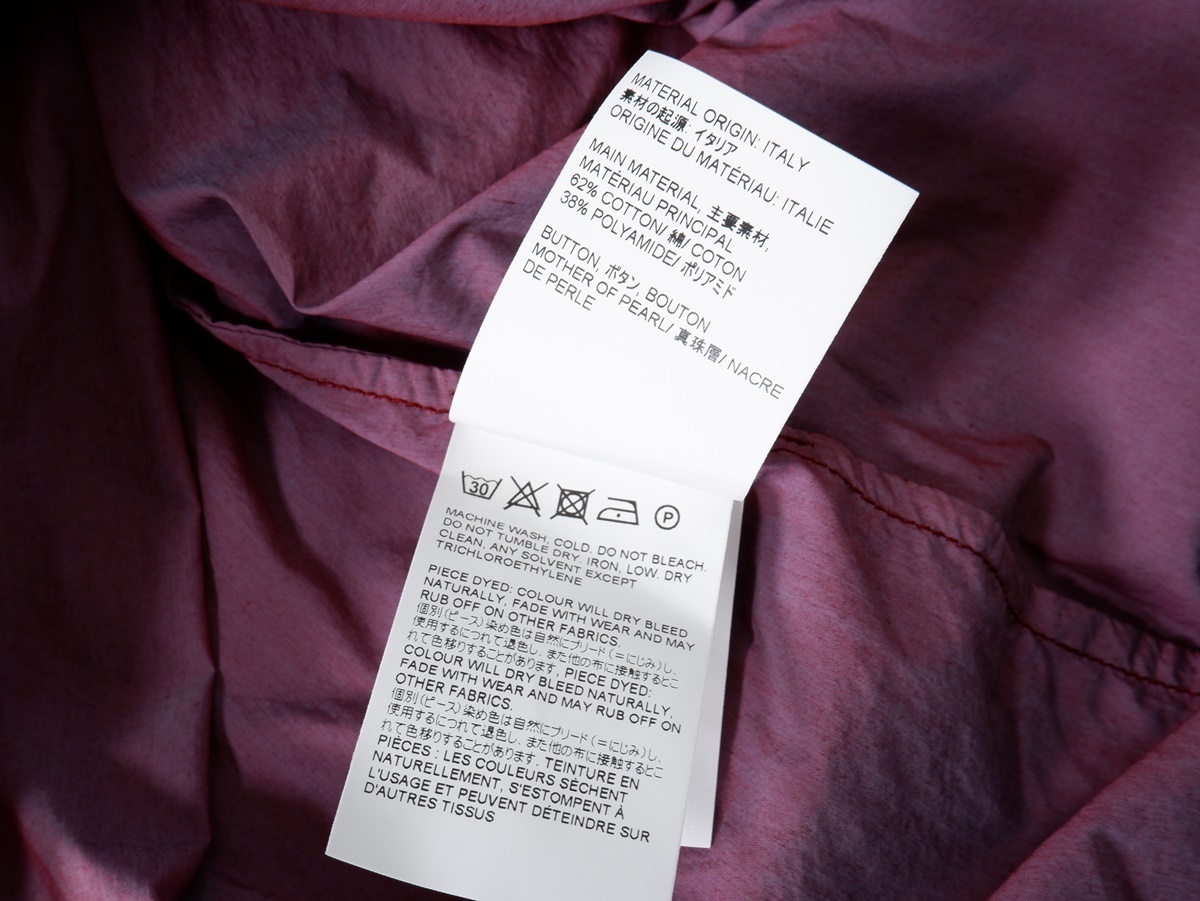 MATERIAL ORIGIN: ITALY
素材の起源: イタリア
ORIGINE DU MATÉRIAU: ITALIE
MAIN MATERIAL, 主要素材,
MATÉRIAU PRINCIPAL
62% COTTON/ 綿/ COTON
38% POLYAMIDE/ ポリアミド
BUTTON, ボタン, BOUTON
MOTHER OF PEARL/ 真珠層/ NACRE
DE PERLE
30
P
MACHINE WASH, COLD. DO NOT BLEACH.
DO NOT TUMBLE DRY. IRON, LOW. DRY
CLEAN, ANY SOLVENT EXCEPT
TRICHLOROETHYLENE
PIECE DYED: COLOUR WILL DRY BLEED
NATURALLY, FADE WITH WEAR AND MAY
RUB OFF ON OTHER FABRICS.
個別(ピース)染め色は自然にブリード(=にじみ)し、
使用するにつれて退色し、また他の布に接触するとこ
れて色移りすることがあります, PIECE DYED:
COLOUR WILL DRY BLEED NATURALLY,
FADE WITH WEAR AND MAY RUB OFF ON
OTHER FABRICS.
個別(ピース)染め色は自然にブリード(=にじみ)し、
使用するにつれて退色し、また他の布に接触するとこ
れて色移りすることがあります, TEINTURE EN
PIÈCES : LES COULEURS SÈCHENT
NATURELLEMENT, S'ESTOMPENT À
L'USAGE ET PEUVENT DÉTEINDRE SUR
D'AUTRES TISSUS